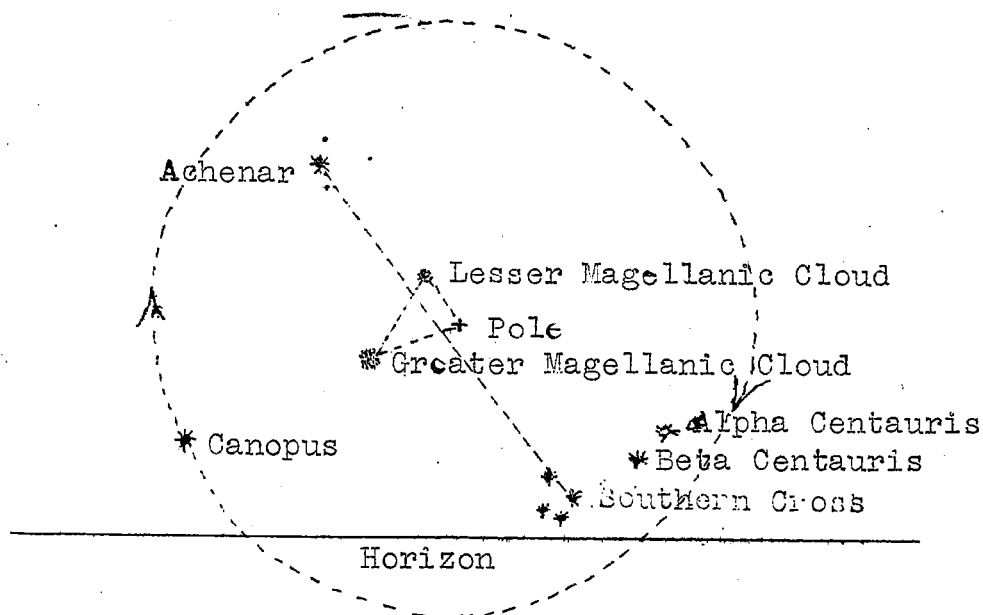 Achenar
Lesser Magellanic Cloud
Pole
Greater Magellanic Cloud
Alpha Centauris
Canopus
Beta Centauris
Southern Cross
Horizon